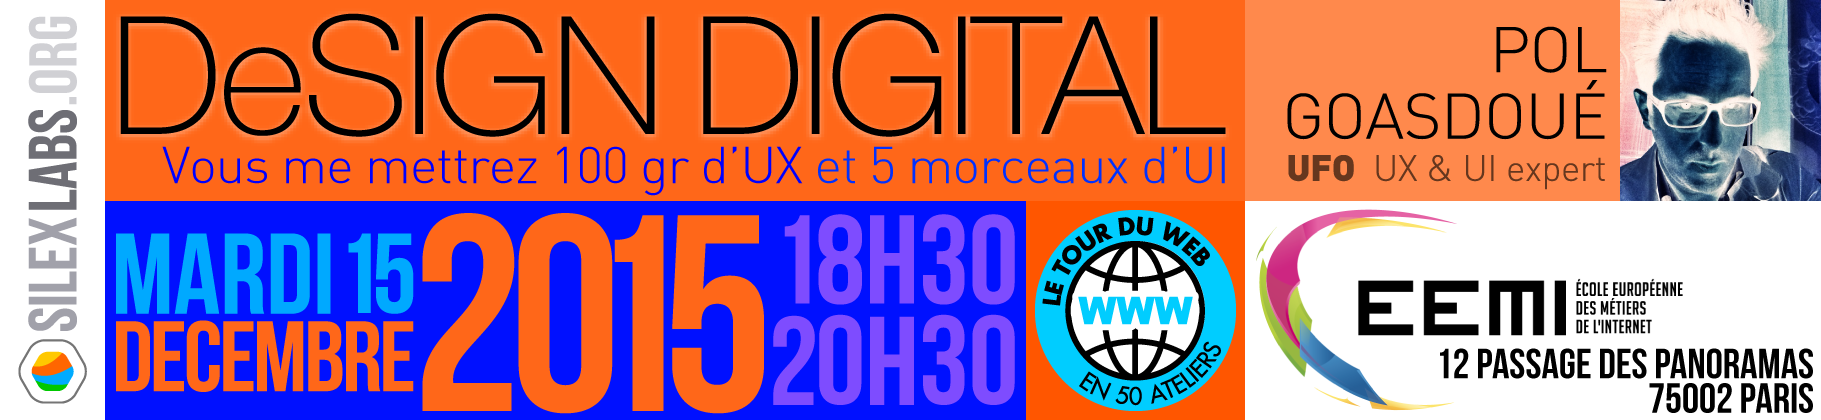 SILEXLABS.ORG
DeSIGN DIGITAL
Vous me mettrez 100 gr d’UX et 5 morceaux d’UI
POL
GOASDOUÉ
UFO UX & UI expert
MARDI 15
DECEMBRE
2015
18H30
20H30
LE TOUR DU WEB
WWW
EN 50 ATELIERS
EEMI
ÉCOLE EUROPÉENNE
DES MÉTIERS
DE L'INTERNET
12 PASSAGE DES PANORAMAS
75002 PARIS